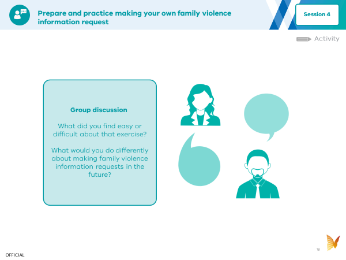 Prepare and practice making your own family violence
information request
Session 6
Activity
Group discussion
What did you find easy or
difficult about that exercise?
What would you do differently
about making family violence
information requests in the
future?
OFFICIAL